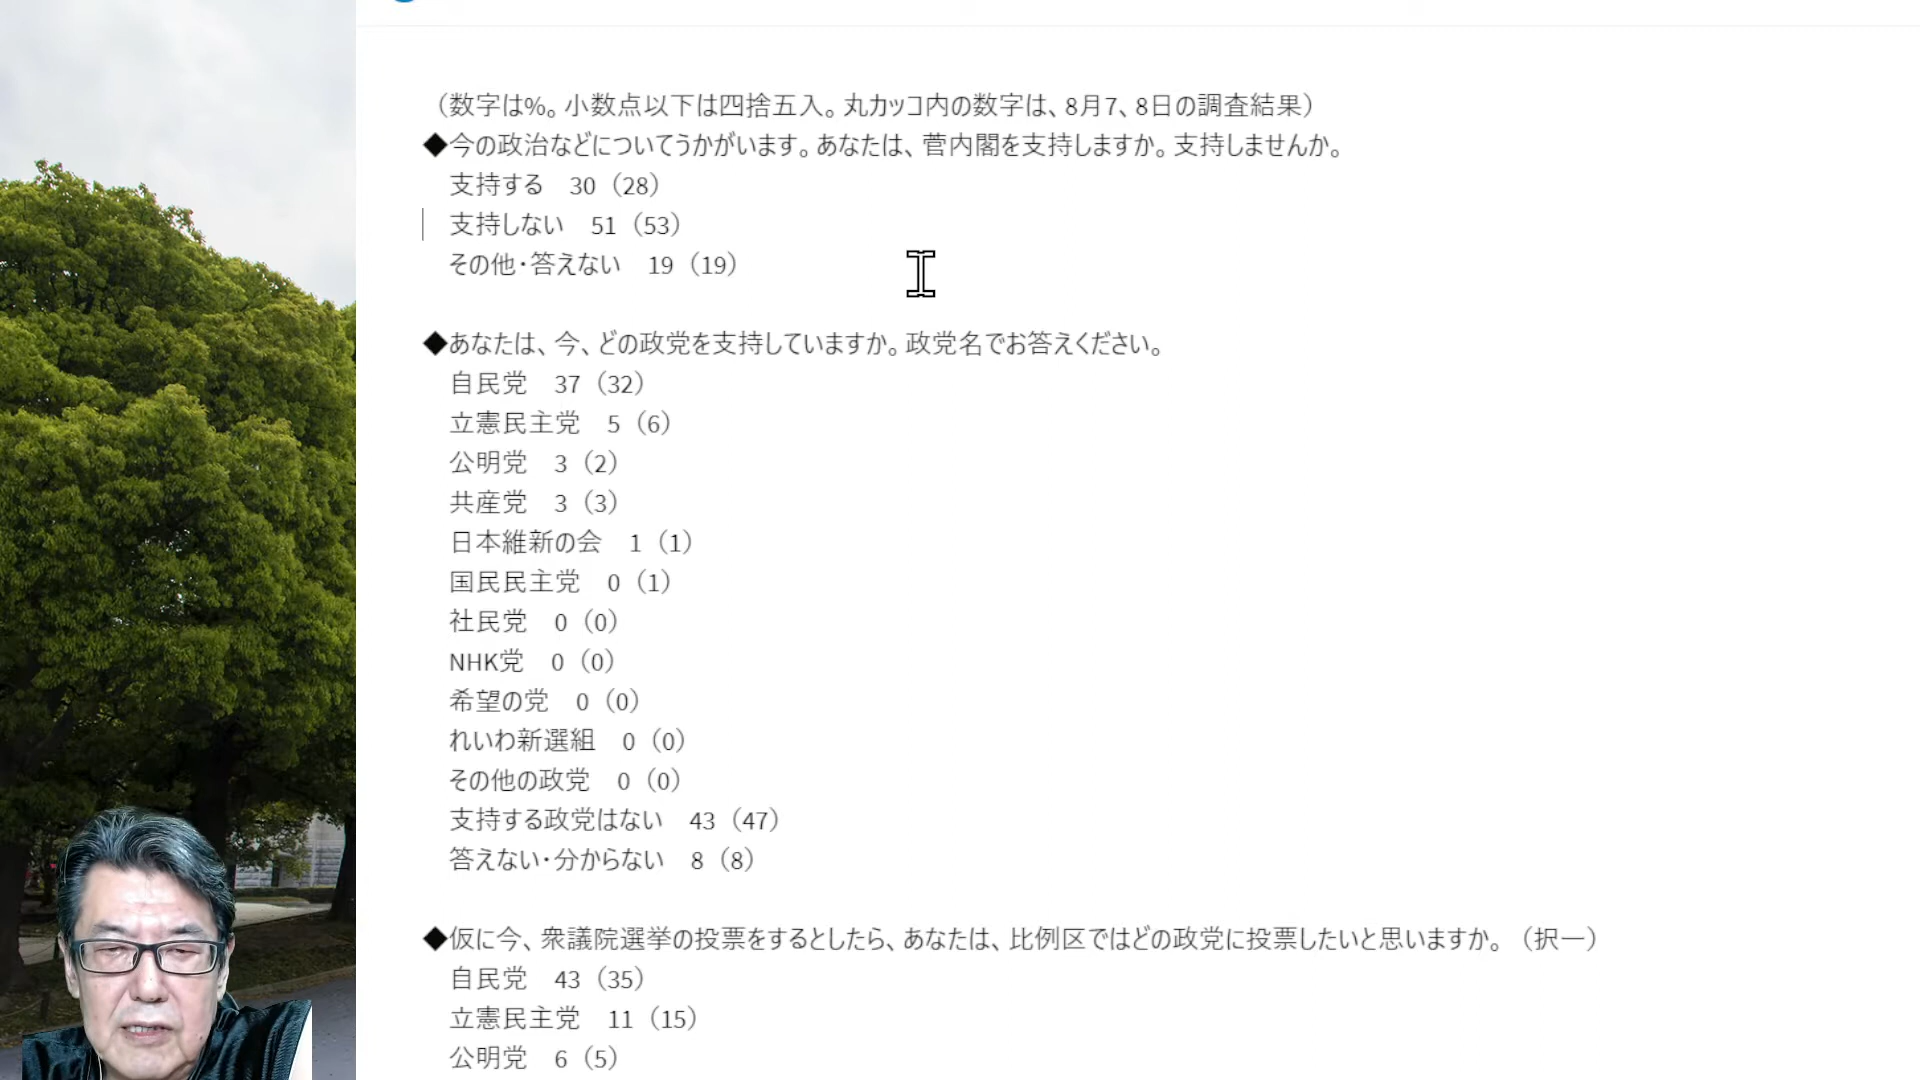 （数字は%。小数点以下は四捨五入。丸カッコ内の数字は、8月7、8日の調査結果）
◆今の政治などについてうかがいます。あなたは、菅内閣を支持しますか。支持しませんか。
支持する　30（28）
支持しない　51（53）
その他・答えない　19（19）
◆あなたは、今、どの政党を支持していますか。政党名でお答えください。
自民党　37（32）
立憲民主党　5（6）
公明党　3（2）
共産党　3（3）
日本維新の会　1（1）
国民民主党　0（1）
社民党　0（0）
NHK党　0（0）
希望の党　0（0）
れいわ新選組　0（0）
その他の政党　0（0）
支持する政党はない　43（47）
答えない・分からない　8（8）
◆仮に今、衆議院選挙の投票をするとしたら、あなたは、比例区ではどの政党に投票したいと思いますか。（択一）
自民党　43（35）
立憲民主党　11（15）
公明党　6（5）